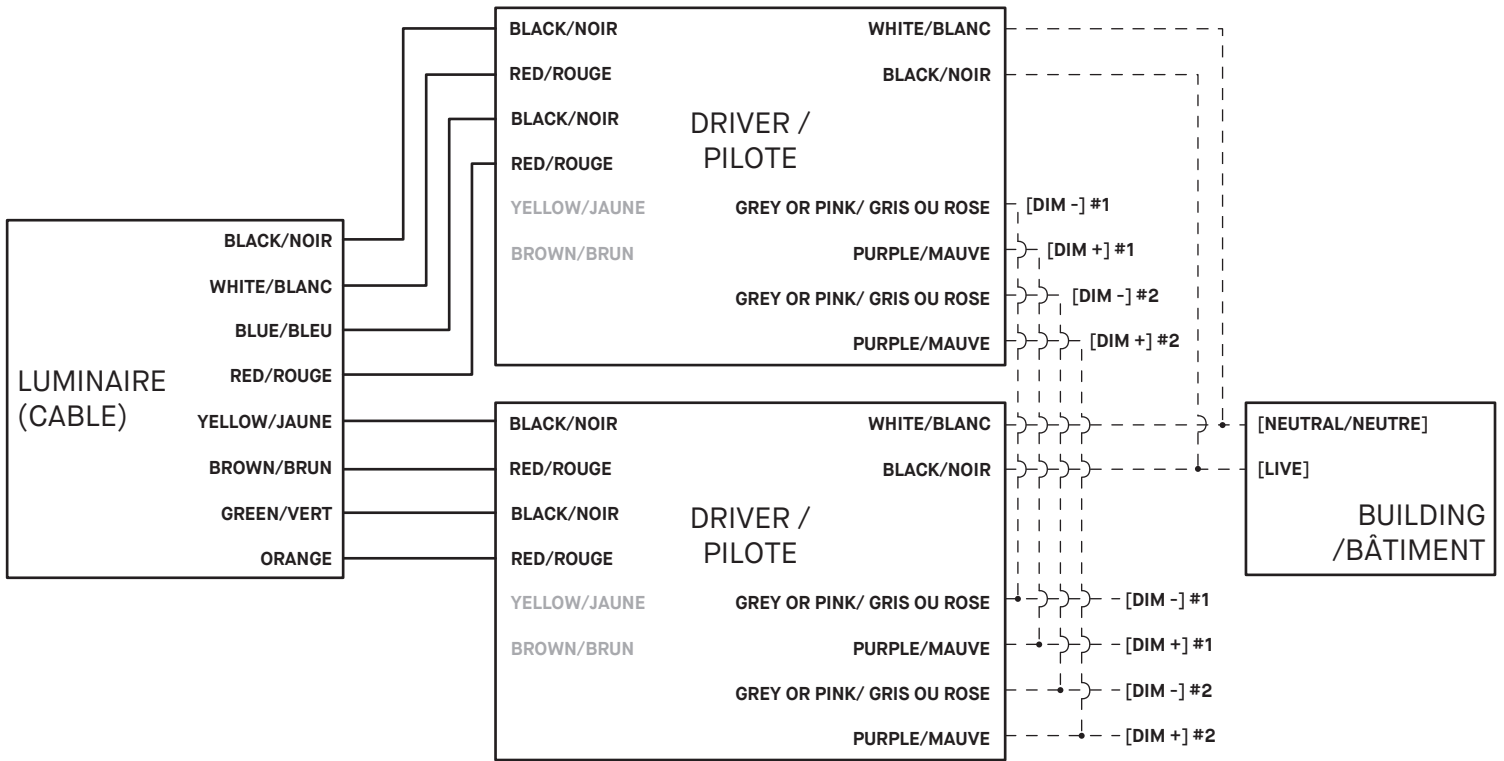 BLACK/NOIR
RED/ROUGE
BLACK/NOIR
RED/ROUGE
YELLOW/JAUNE
BROWN/BRUN
DRIVER /
PILOTE
WHITE/BLANC
BLACK/NOIR
GREY OR PINK/ GRIS OU ROSE
PURPLE/MAUVE
GREY OR PINK/ GRIS OU ROSE
PURPLE/MAUVE
[DIM -] #1
[DIM +] #1
[DIM -] #2
[DIM +] #2
LUMINAIRE
(CABLE)
BLACK/NOIR
WHITE/BLANC
BLUE/BLEU
RED/ROUGE
YELLOW/JAUNE
BROWN/BRUN
GREEN/VERT
ORANGE
BLACK/NOIR
RED/ROUGE
BLACK/NOIR
RED/ROUGE
YELLOW/JAUNE
BROWN/BRUN
DRIVER /
PILOTE
WHITE/BLANC
BLACK/NOIR
GREY OR PINK/ GRIS OU ROSE
PURPLE/MAUVE
GREY OR PINK/ GRIS OU ROSE
PURPLE/MAUVE
[DIM -] #1
[DIM +] #1
[DIM -] #2
[DIM +] #2
[NEUTRAL/NEUTRE]
[LIVE]
BUILDING
/BÂTIMENT